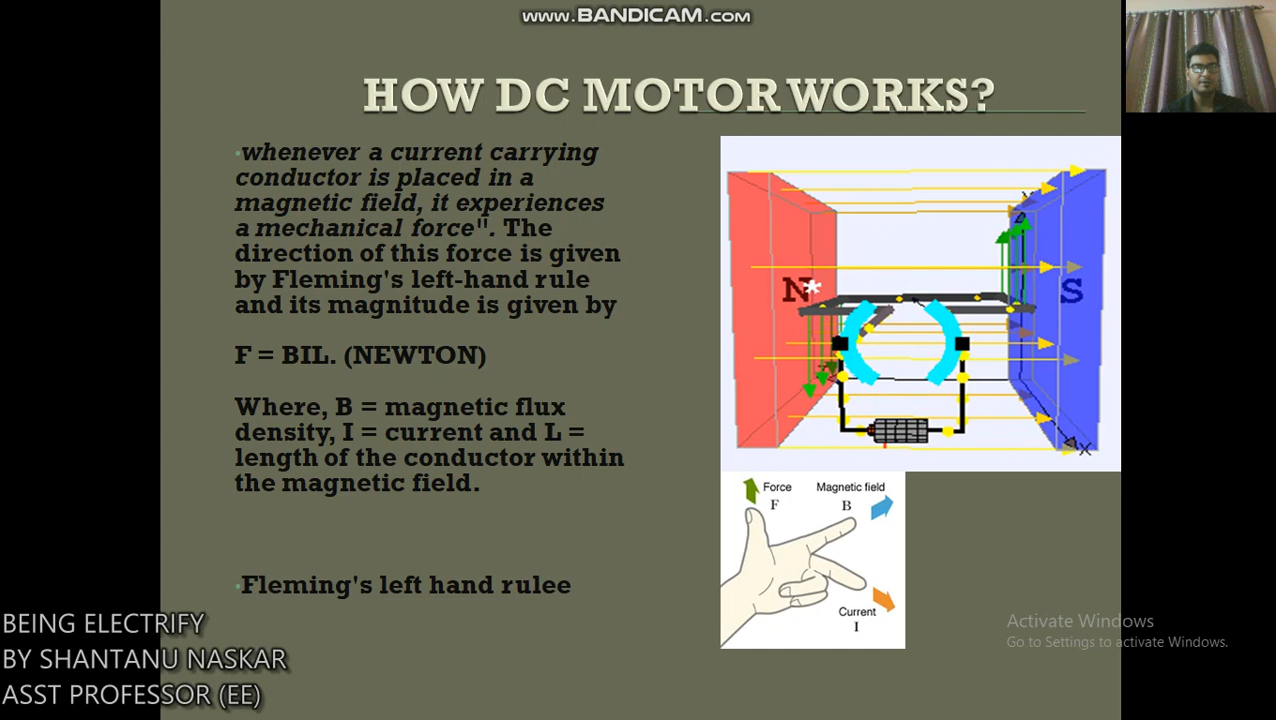 www.BANDICAM.com
HOW DC MOTOR WORKS?
•whenever a current carrying
conductor is placed in a
magnetic field, it experiences
a mechanical force". The
direction of this force is given
by Fleming's left-hand rule
and its magnitude is given by
F = BIL. (NEWTON)
Where, B = magnetic flux
density, I = current and L =
length of the conductor within
the magnetic field.
•Fleming's left hand rulee
N*
S
X
Force
F
Magnetic field
B
Current
I
BEING ELECTRIFY
BY SHANTANU NASKAR
ASST PROFESSOR (EE)
Activate Windows
Go to Settings to activate Windows.